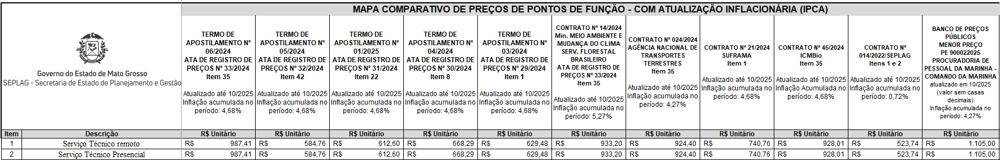 MAPA COMPARATIVO DE PREÇOS DE PONTOS DE FUNÇÃO - COM ATUALIZAÇÃO INFLACIONÁRIA (IPCA)
Governo do Estado de Mato Grosso
SEPLAG - Secretaria de Estado de Planejamento e Gestão
TERMO DE
APOSTILAMENTO Nº
06/2024
ATA DE REGISTRO DE
PREÇOS Nº 33/2024
Item 35
Atualizado até 10/2025
Inflação acumulada no
período: 4,68%
TERMO DE
APOSTILAMENTO Nº
05/2024
ATA DE REGISTRO DE
PREÇOS Nº 32/2024
Item 42
Atualizado até 10/2025
Inflação acumulada no
período: 4,68%
TERMO DE
APOSTILAMENTO Nº
01/2025
ATA DE REGISTRO DE
PREÇOS Nº 31/2024
Item 22
Atualizado até 10/2025
Inflação acumulada no
período: 4,68%
TERMO DE
APOSTILAMENTO Nº
04/2024
ATA DE REGISTRO DE
PREÇOS Nº 30/2024
Item 8
Atualizado até 10/2025
Inflação acumulada no
período: 4,68%
TERMO DE
APOSTILAMENTO Nº
03/2024
ATA DE REGISTRO DE
PREÇOS Nº 29/2024
Item 1
Atualizado até 10/2025
Inflação acumulada no
período: 4,68%
CONTRATO Nº 14/2024
Min. MEIO AMBIENTE E
MUDANÇA DO CLIMA
SERV. FLORESTAL
BRASILEIRO
ATA DE REGISTRO DE
PREÇOS Nº 33/2024
Item 35
Atualizado até 10/2025
Inflação acumulada no
período: 5,27%
CONTRATO Nº 024/2024
AGÊNCIA NACIONAL DE
TRANSPORTES
TERRESTRES
Item 35
Atualizado até 10/2025
Inflação acumulada no
período: 4,27%
CONTRATO Nº 21/2024
SUFRAMA
Item 1
Atualizado até 10/2025
Inflação acumulada no
período: 4,68%
CONTRATO Nº 45/2024
ICMBio
Item 35
Atualizado até 10/2025
Inflação Acumulada no
período: 4,68%
CONTRATO Nº
014/2022/SEPLAG
Itens 1 e 2
Atualizado até 10/2025
Inflação acumulada no
período: 0,72%
BANCO DE PREÇOS
PÚBLICOS
MENOR PREÇO
PE 900022025
PROCURADORIA DE
PESSOAL DA MARINHA -
COMANDO DA MARINHA
atualizado em 10/2025
(valor sem casas
decimais)
Inflação acumulada no
período: 4,27%
Item Descrição R$ Unitário R$ Unitário R$ Unitário R$ Unitário R$ Unitário R$ Unitário R$ Unitário R$ Unitário R$ Unitário R$ Unitário R$ Unitário
1 Serviço Técnico remoto R$ 987,41 R$ 584,76 R$ 612,60 R$ 668,29 R$ 629,48 R$ 933,20 R$ 924,40 R$ 740,76 R$ 928,01 R$ 523,74 R$ 1.105,00
2 Serviço Técnico Presencial R$ 987,41 R$ 584,76 R$ 612,60 R$ 668,29 R$ 629,48 R$ 933,20 R$ 924,40 R$ 740,76 R$ 928,01 R$ 523,74 R$ 1.105,00